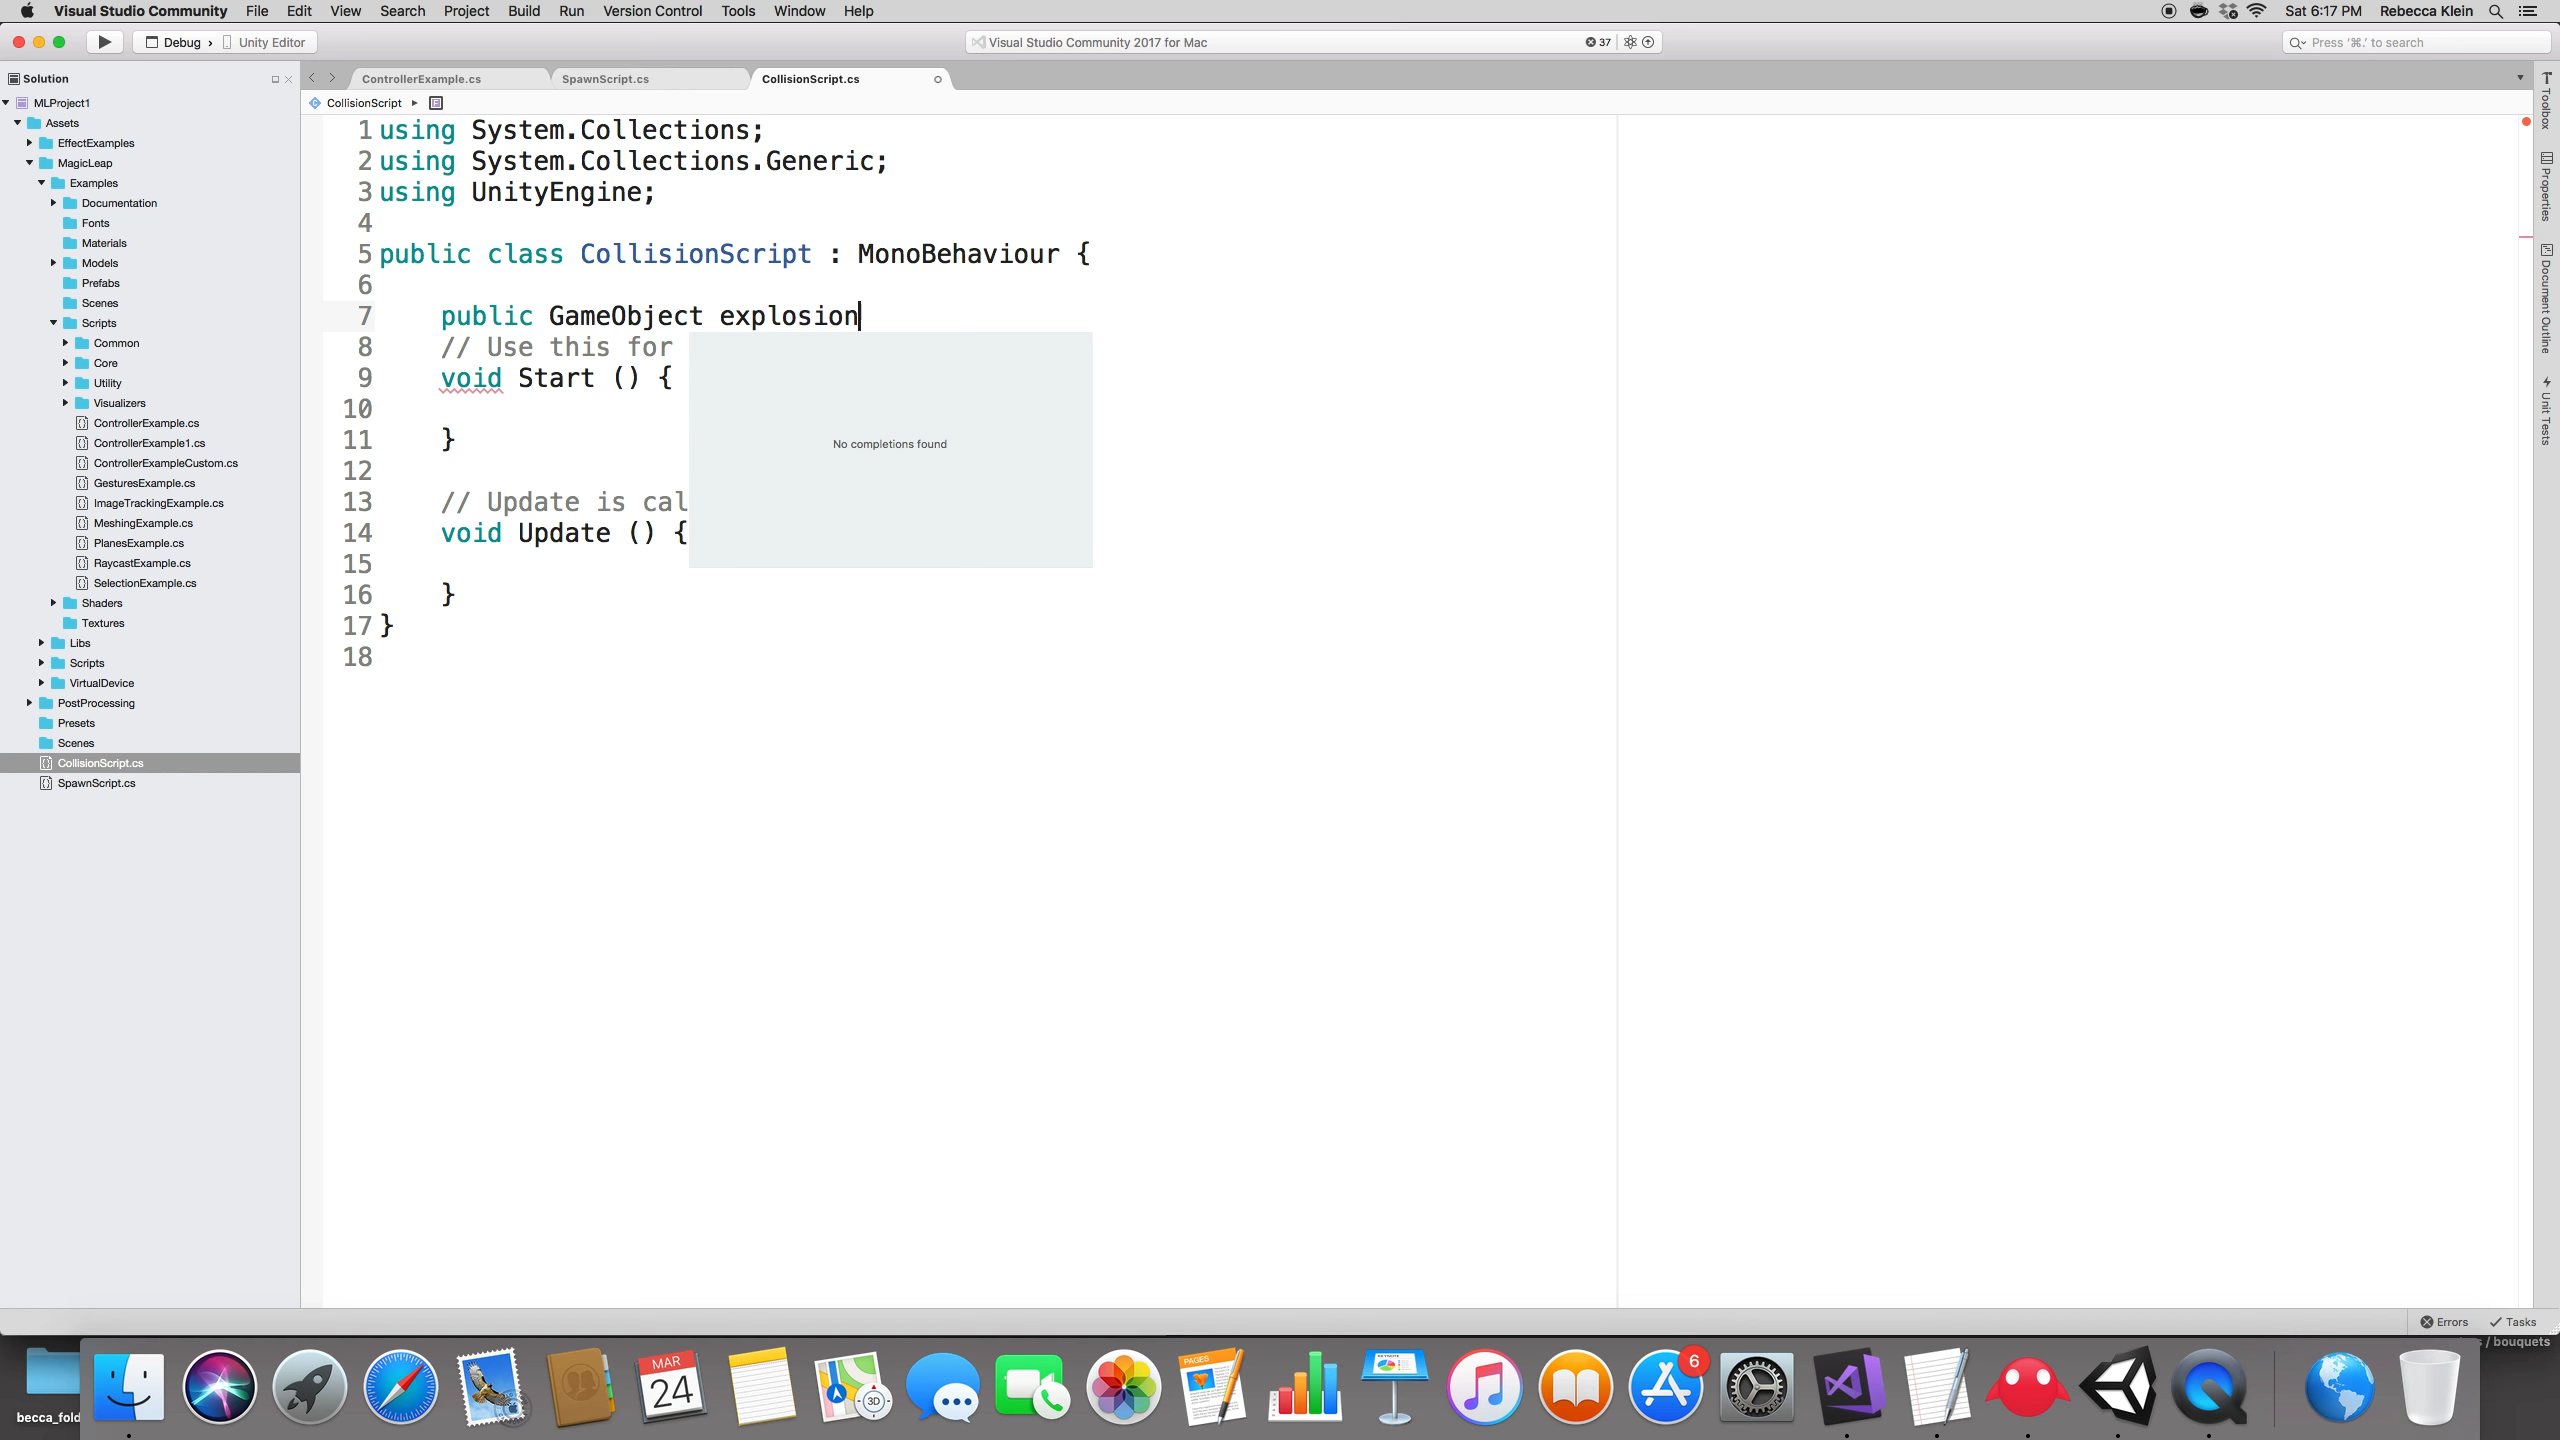 Visual Studio Community File Edit View Search Project Build Run Version Control Tools Window Help Sat 6:17 PM Rebecca Klein
Debug › Unity Editor Visual Studio Community 2017 for Mac 37 Press '⌘.' to search
Solution
ControllerExample.cs SpawnScript.cs CollisionScript.cs
CollisionScript
MLProject1
Assets
EffectExamples
MagicLeap
Examples
Documentation
Fonts
Materials
Models
Prefabs
Scenes
Scripts
Common
Core
Utility
Visualizers
ControllerExample.cs
ControllerExample1.cs
ControllerExampleCustom.cs
GesturesExample.cs
ImageTrackingExample.cs
MeshingExample.cs
PlanesExample.cs
RaycastExample.cs
SelectionExample.cs
Shaders
Textures
Libs
Scripts
VirtualDevice
PostProcessing
Presets
Scenes
CollisionScript.cs
SpawnScript.cs
1 using System.Collections;
2 using System.Collections.Generic;
3 using UnityEngine;
4
5 public class CollisionScript : MonoBehaviour {
6
7 public GameObject explosion
8 // Use this for
9 void Start () {
10
11 }
12
13 // Update is cal
14 void Update () {
15
16 }
17 }
18
No completions found
Toolbox
Properties
Document Outline
Unit Tests
Errors Tasks
/ bouquets
becca_fold
MAR
24
3D
PAGES
6